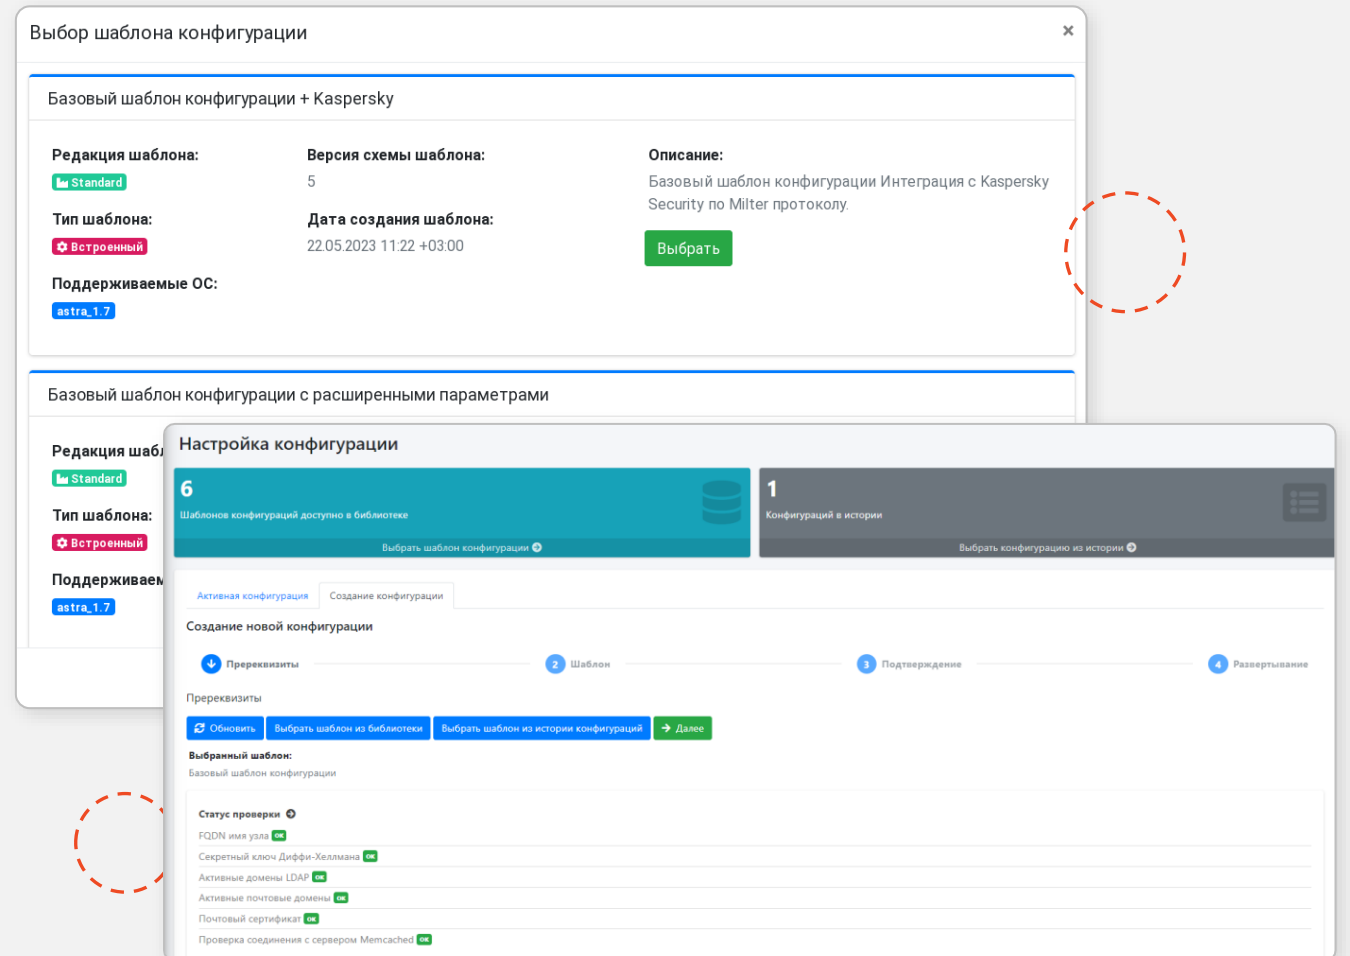 Выбор шаблона конфигурации
×
Базовый шаблон конфигурации + Kaspersky
Редакция шаблона:
Standard
Тип шаблона:
Встроенный
Поддерживаемые ОС:
astra_1.7
Версия схемы шаблона:
5
Дата создания шаблона:
22.05.2023 11:22 +03:00
Описание:
Базовый шаблон конфигурации Интеграция с Kaspersky
Security по Milter протоколу.
Выбрать
Базовый шаблон конфигурации с расширенными параметрами
Редакция шабл
Standard
Тип шаблона:
Встроенный
Поддерживаем
astra_1.7
Настройка конфигурации
6
Шаблонов конфигураций доступно в библиотеке
Выбрать шаблон конфигурации
1
Конфигураций в истории
Выбрать конфигурацию из истории
Активная конфигурация Создание конфигурации
Создание новой конфигурации
Пререквизиты 2 Шаблон 3 Подтверждение 4 Развертывание
Пререквизиты
Обновить Выбрать шаблон из библиотеки Выбрать шаблон из истории конфигураций Далее
Выбранный шаблон:
Базовый шаблон конфигурации
Статус проверки
FQDN имя узла OK
Секретный ключ Диффи-Хеллмана OK
Активные домены LDAP OK
Активные почтовые домены OK
Почтовый сертификат OK
Проверка соединения с сервером Memcached OK